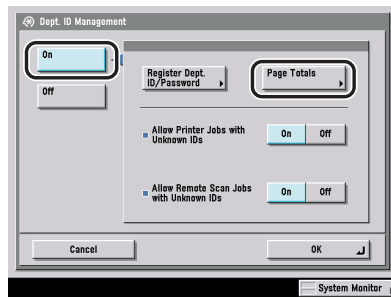 Dept. ID Management
On
Off
Register Dept.
ID/Password
Page Totals
Allow Printer Jobs with
Unknown IDs
On
Off
Allow Remote Scan Jobs
with Unknown IDs
On
Off
Cancel
OK
System Monitor